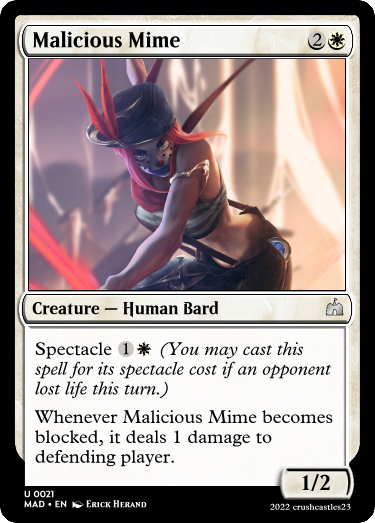 Malicious Mime 2
Creature — Human Bard
Spectacle 1 (You may cast this
spell for its spectacle cost if an opponent
lost life this turn.)
Whenever Malicious Mime becomes
blocked, it deals 1 damage to
defending player.
1/2
U 0021
MAD • EN Erick Herand
2022 crushcastles23